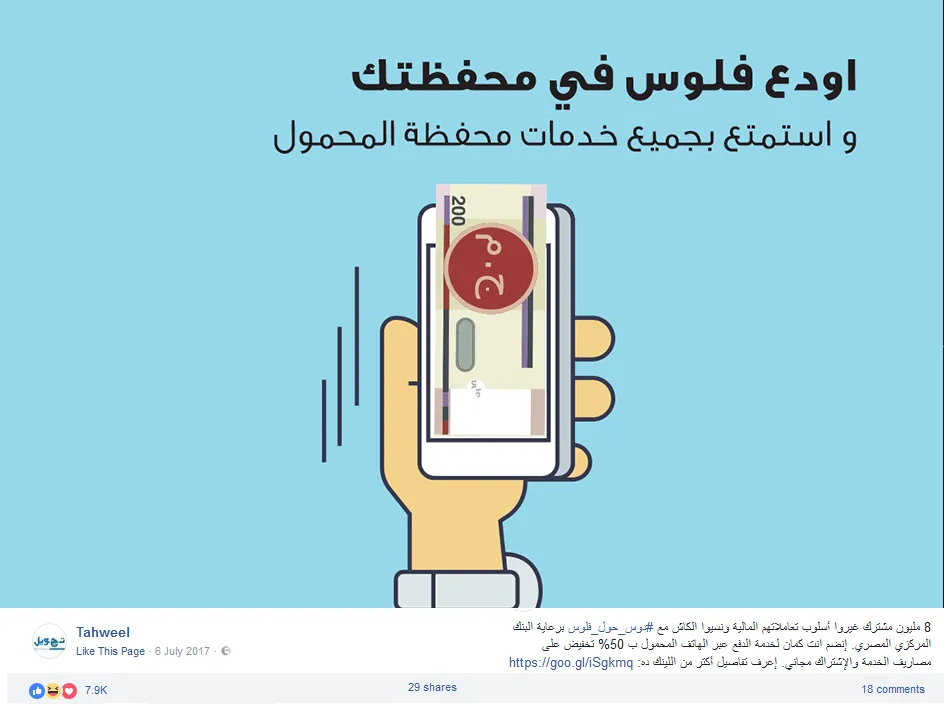 اودع فلوس في محفظتك
و استمتع بجميع خدمات محفظة المحمول
200
ج.م
تحويل
Tahweel
Like This Page · 6 July 2017 ·
8 مليون مشترك غيروا أسلوب تعاملاتهم المالية ونسيوا الكاش مع #دوس_حول_فلوس برعاية البنك
المركزي المصري. إنضم انت كمان لخدمة الدفع عبر الهاتف المحمول ب 50% تخفيض على
مصاريف الخدمة والإشتراك مجاني. إعرف تفاصيل أكتر من اللينك ده: https://goo.gl/iSgkmq
7.9K
29 shares
18 comments